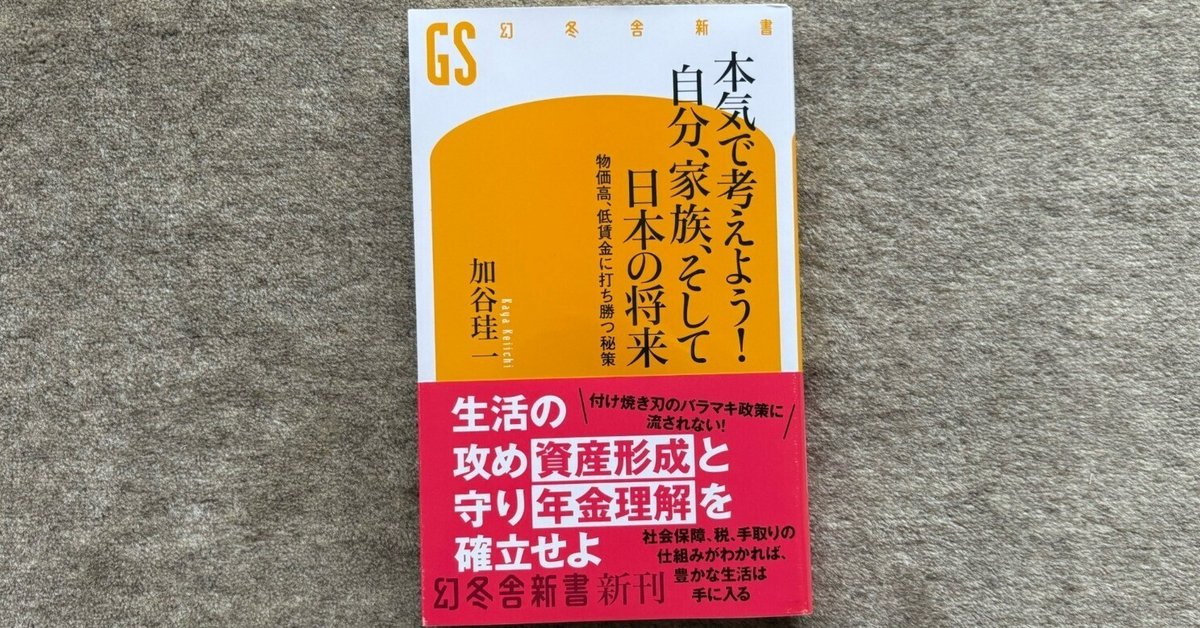 GS
幻冬舎新書
本気で考えよう!
自分、家族、そして
日本の将来
物価高、低賃金に打ち勝つ秘策
加谷珪一
Kaya Keiichi
付け焼き刃のバラマキ政策に
流されない!
生活の
攻め資産形成と
守り年金理解を
確立せよ
社会保障、税、手取りの
仕組みがわかれば、
豊かな生活は
手に入る
幻冬舎新書 新刊